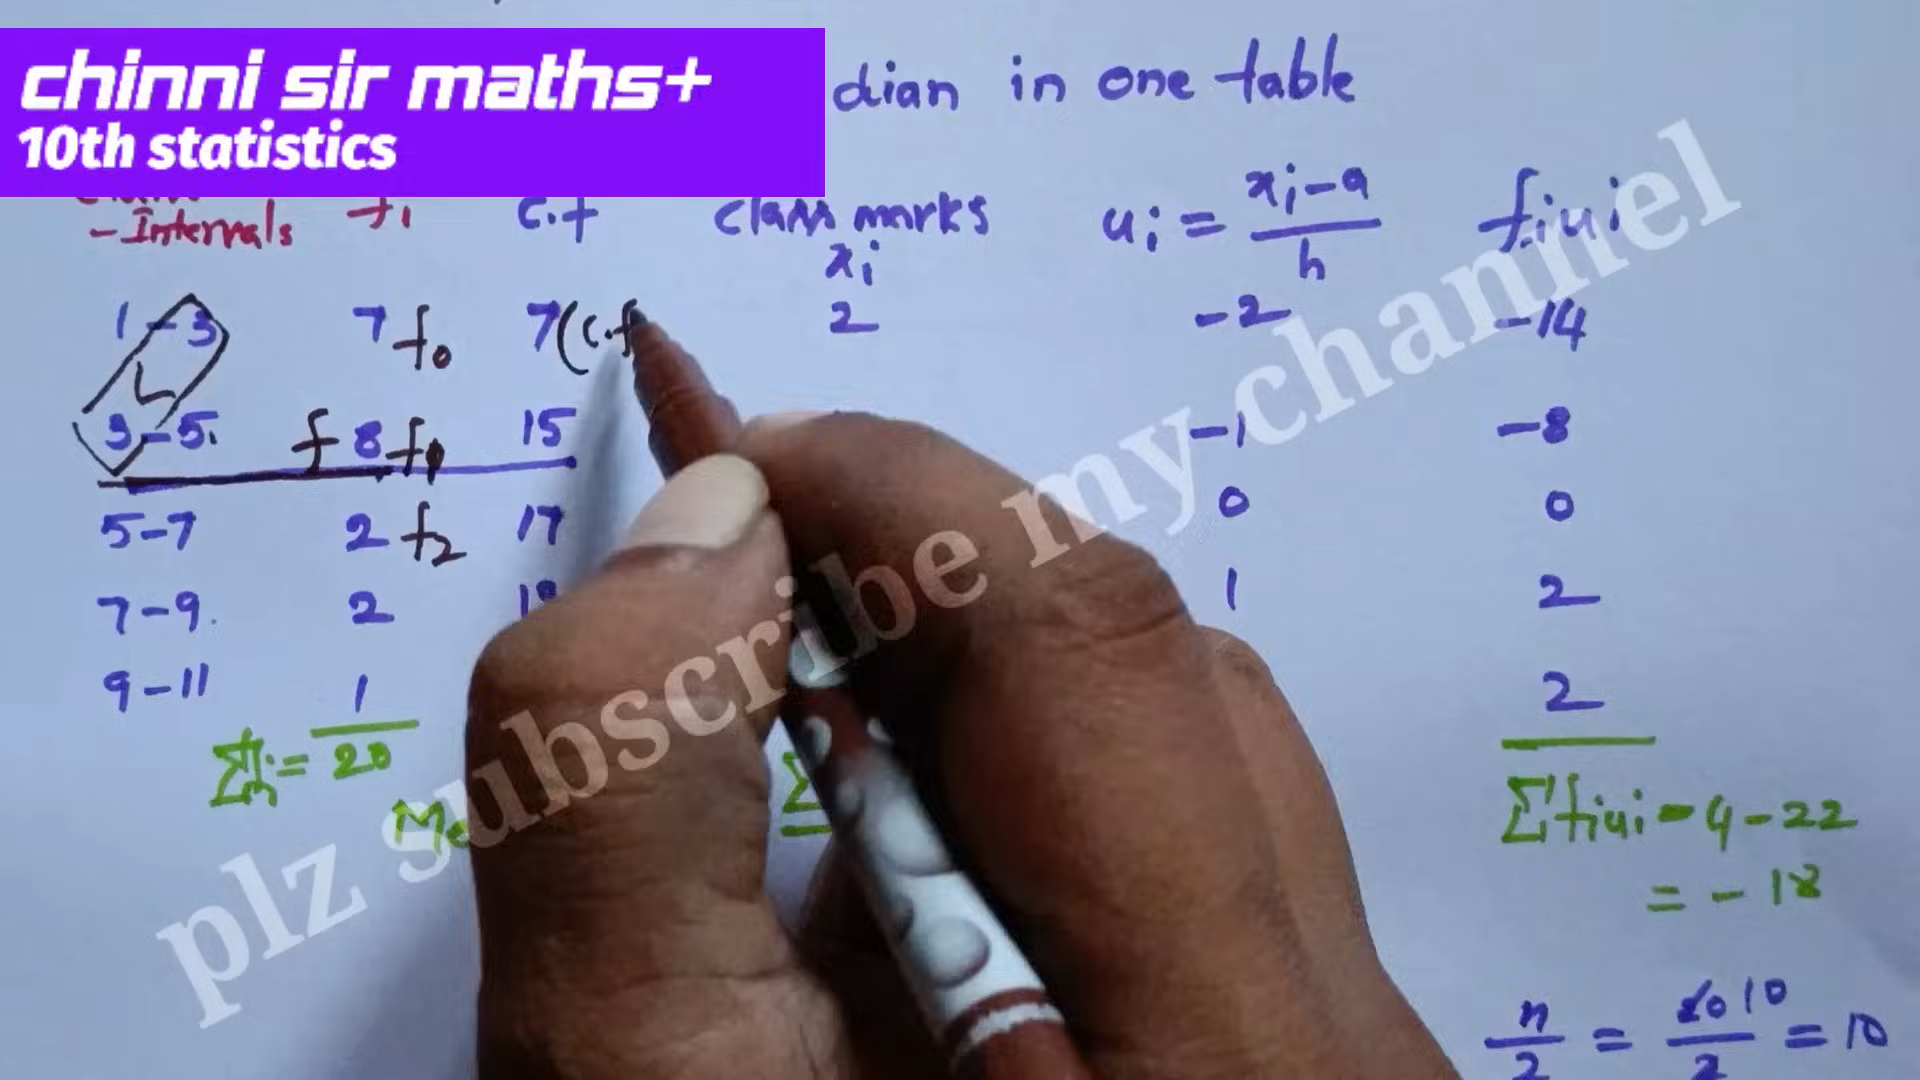 chinni sir maths+
10th statistics
dian in one table
- Intervals fi c.f class marks xi ui = xi-a/h fiui
1-3 7 f0 7(c.f 2 -2 -14
L
3-5. f 8 f1 15 -1 -8
5-7 2 f2 17 0 0
7-9. 2 1 2
9-11 1 2
Σfi = 20 Σfiui = 4-22
= -18
n/2 = 20/2 10 = 10
plz subscribe my channel